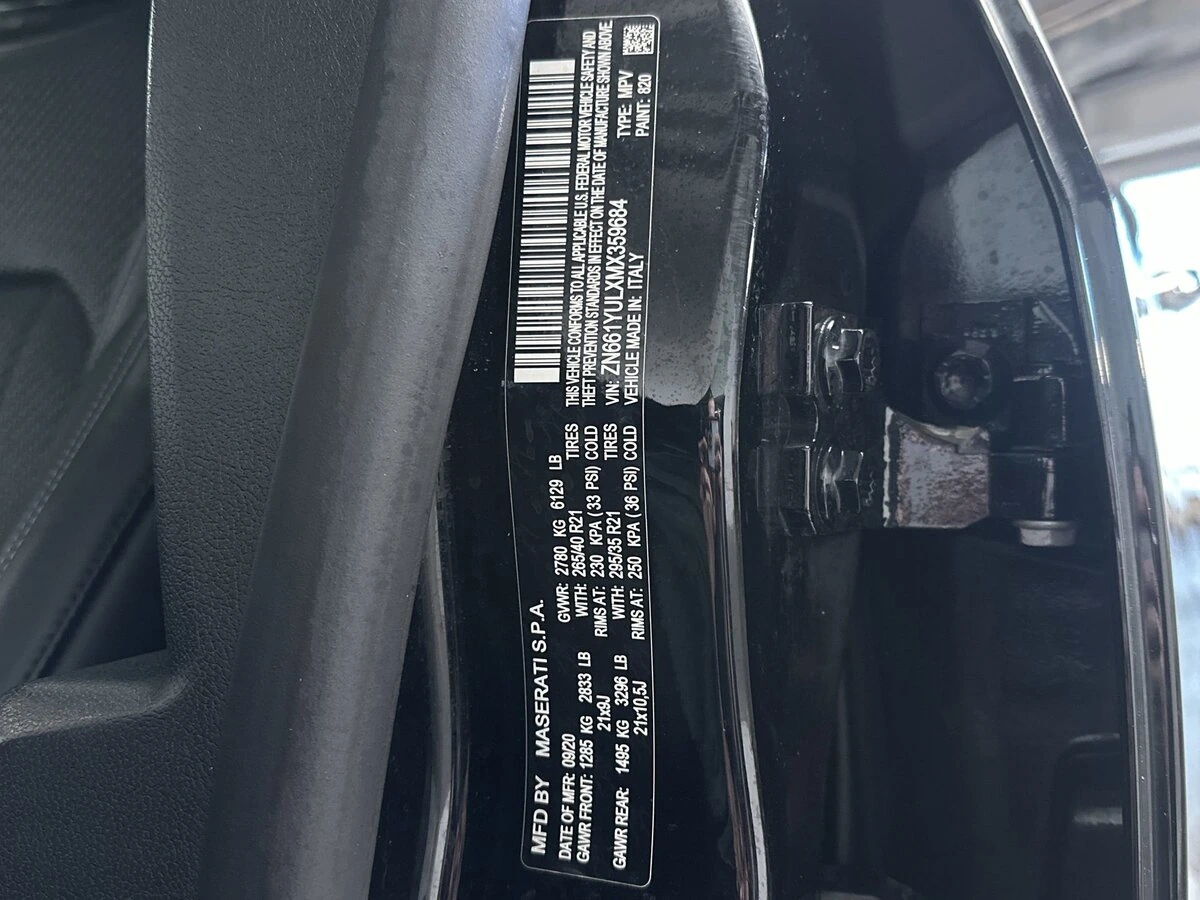 MFD BY MASERATI S.P.A.
DATE OF MFR: 09/20 GVWR: 2780 KG 6129 LB
GAWR FRONT: 1285 KG 2833 LB WITH: 265/40 R21 TIRES
21x9J RIMS AT: 230 KPA ( 33 PSI) COLD
GAWR REAR: 1495 KG 3296 LB WITH: 295/35 R21 TIRES
21x10,5J RIMS AT: 250 KPA ( 36 PSI) COLD
THIS VEHICLE CONFORMS TO ALL APPLICABLE U.S. FEDERAL MOTOR VEHICLE SAFETY AND
THEFT PREVENTION STANDARDS IN EFFECT ON THE DATE OF MANUFACTURE SHOWN ABOVE.
VIN: ZN661YULXMX359684 TYPE: MPV
VEHICLE MADE IN: ITALY PAINT: 820